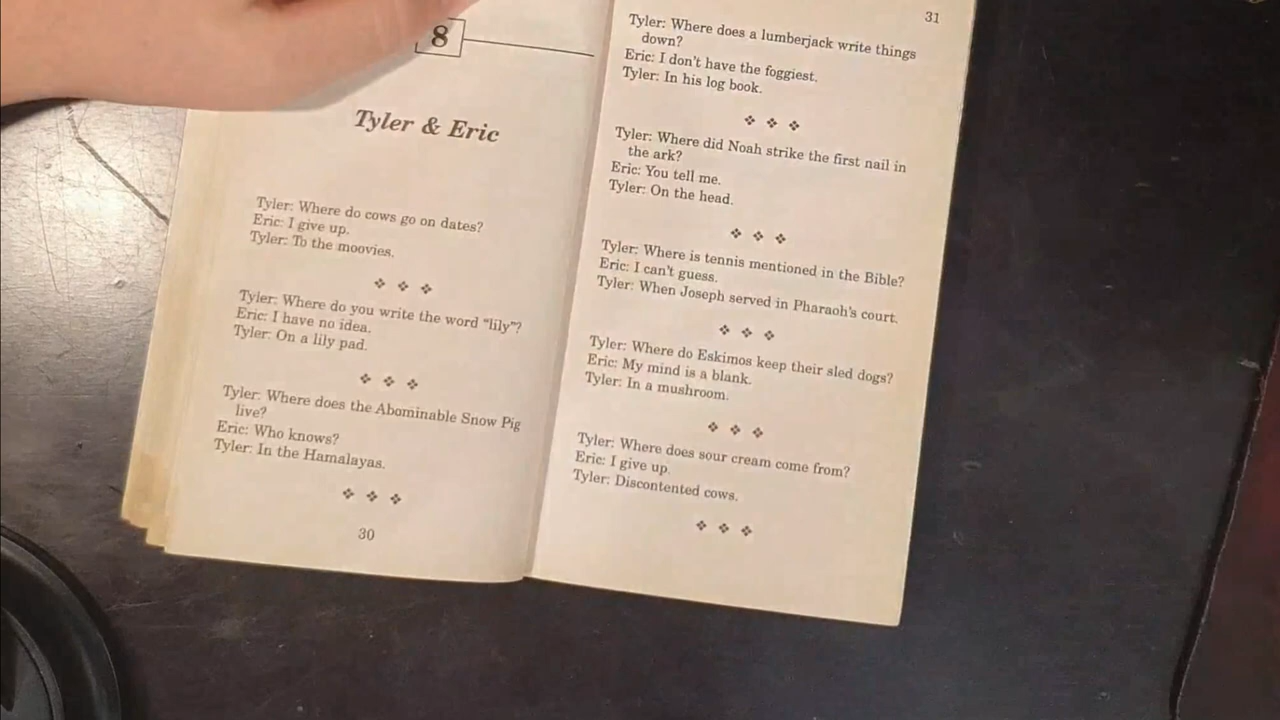 8
Tyler & Eric
Tyler: Where do cows go on dates?
Eric: I give up.
Tyler: To the moovies.
Tyler: Where do you write the word “lily”?
Eric: I have no idea.
Tyler: On a lily pad.
Tyler: Where does the Abominable Snow Pig
live?
Eric: Who knows?
Tyler: In the Hamalayas.
30
31
Tyler: Where does a lumberjack write things
down?
Eric: I don't have the foggiest.
Tyler: In his log book.
Tyler: Where did Noah strike the first nail in
the ark?
Eric: You tell me.
Tyler: On the head.
Tyler: Where is tennis mentioned in the Bible?
Eric: I can't guess.
Tyler: When Joseph served in Pharaoh's court.
Tyler: Where do Eskimos keep their sled dogs?
Eric: My mind is a blank.
Tyler: In a mushroom.
Tyler: Where does sour cream come from?
Eric: I give up.
Tyler: Discontented cows.